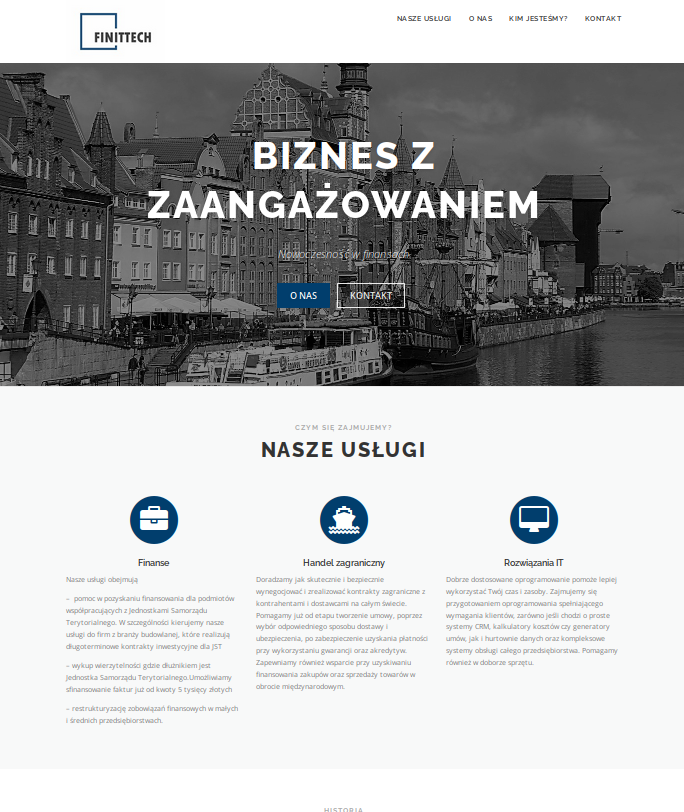 FINITTECH
NASZE USŁUGI O NAS KIM JESTEŚMY? KONTAKT
BIZNES Z
ZAANGAŻOWANIEM
Nowoczesność w finansach
O NAS KONTAKT
CZYM SIĘ ZAJMUJEMY?
NASZE USŁUGI
Finanse
Nasze usługi obejmują
– pomoc w pozyskaniu finansowania dla podmiotów
współpracujących z Jednostkami Samorządu
Terytorialnego. W szczególności kierujemy nasze
usługi do firm z branży budowlanej, które realizują
długoterminowe kontrakty inwestycyjne dla JST
– wykup wierzytelności gdzie dłużnikiem jest
Jednostka Samorządu Terytorialnego.Umożliwiamy
sfinansowanie faktur już od kwoty 5 tysięcy złotych
– restrukturyzację zobowiązań finansowych w małych
i średnich przedsiębiorstwach.
Handel zagraniczny
Doradzamy jak skutecznie i bezpiecznie
wynegocjować i zrealizować kontrakty zagraniczne z
kontrahentami i dostawcami na całym świecie.
Pomagamy już od etapu tworzenie umowy, poprzez
wybór odpowiedniego sposobu dostawy i
ubezpieczenia, po zabezpieczenie uzyskania płatności
przy wykorzystaniu gwarancji oraz akredytyw.
Zapewniamy również wsparcie przy uzyskiwaniu
finansowania zakupów oraz sprzedaży towarów w
obrocie międzynarodowym.
Rozwiązania IT
Dobrze dostosowane oprogramowanie pomoże lepiej
wykorzystać Twój czas i zasoby. Zajmujemy się
przygotowaniem oprogramowania spełniającego
wymagania klientów, zarówno jeśli chodzi o proste
systemy CRM, kalkulatory kosztów czy generatory
umów, jak i hurtownie danych oraz kompleksowe
systemy obsługi całego przedsiębiorstwa. Pomagamy
również w doborze sprzętu.
HISTORIA